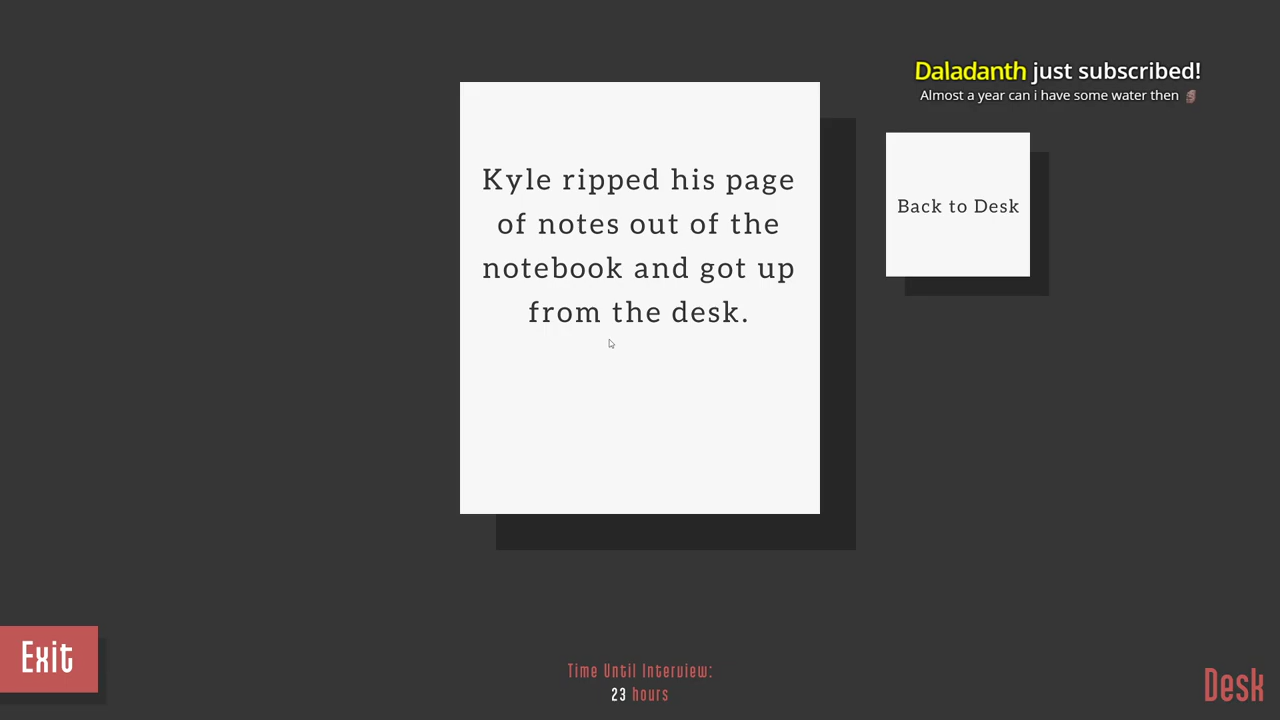 Daladanth just subscribed!
Almost a year can i have some water then
Kyle ripped his page
of notes out of the
notebook and got up
from the desk.
Back to Desk
Exit
Time Until Interview:
23 hours
Desk